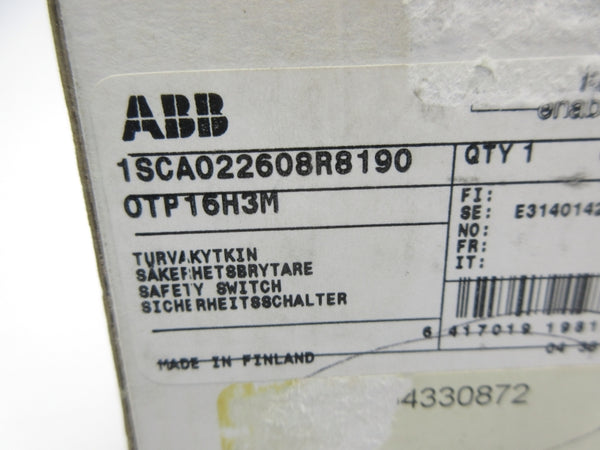 ABB
1SCA022608R8190
QTY 1
OTP16H3M
FI:
SE: E3140142
NO:
FR:
IT:
TURVAKYTKIN
SÄKERHETSBRYTARE
SAFETY SWITCH
SICHERHEITSSCHALTER
6 417019 1981
MADE IN FINLAND
4330872